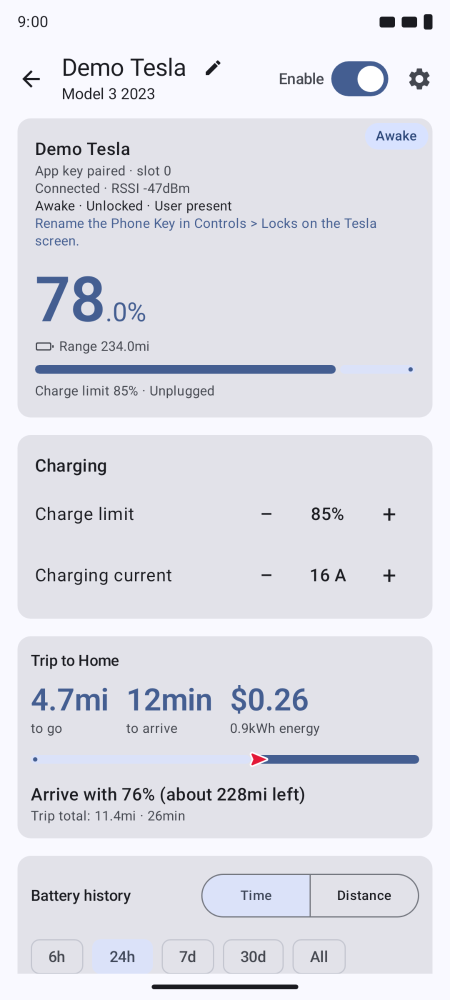 9:00
Demo Tesla
Model 3 2023
Enable
Awake
Demo Tesla
App key paired · slot 0
Connected · RSSI -47dBm
Awake · Unlocked · User present
Rename the Phone Key in Controls > Locks on the Tesla
screen.
78.0%
Range 234.0mi
Charge limit 85% · Unplugged
Charging
Charge limit − 85% +
Charging current − 16 A +
Trip to Home
4.7mi 12min $0.26
to go to arrive 0.9kWh energy
Arrive with 76% (about 228mi left)
Trip total: 11.4mi · 26min
Battery history Time Distance
6h 24h 7d 30d All